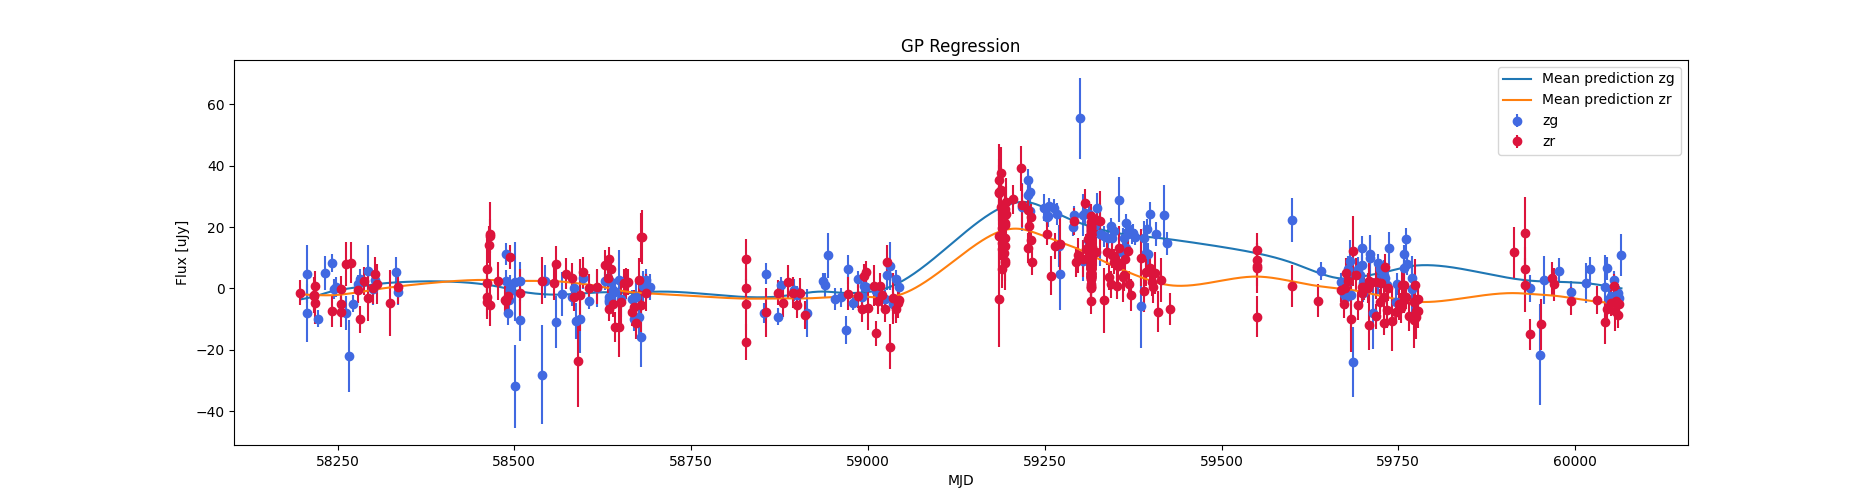 GP Regression
Flux [uJy]
60
40
20
0
−20
−40
Mean prediction zg
Mean prediction zr
zg
zr
58250
58500
58750
59000
59250
59500
59750
60000
MJD